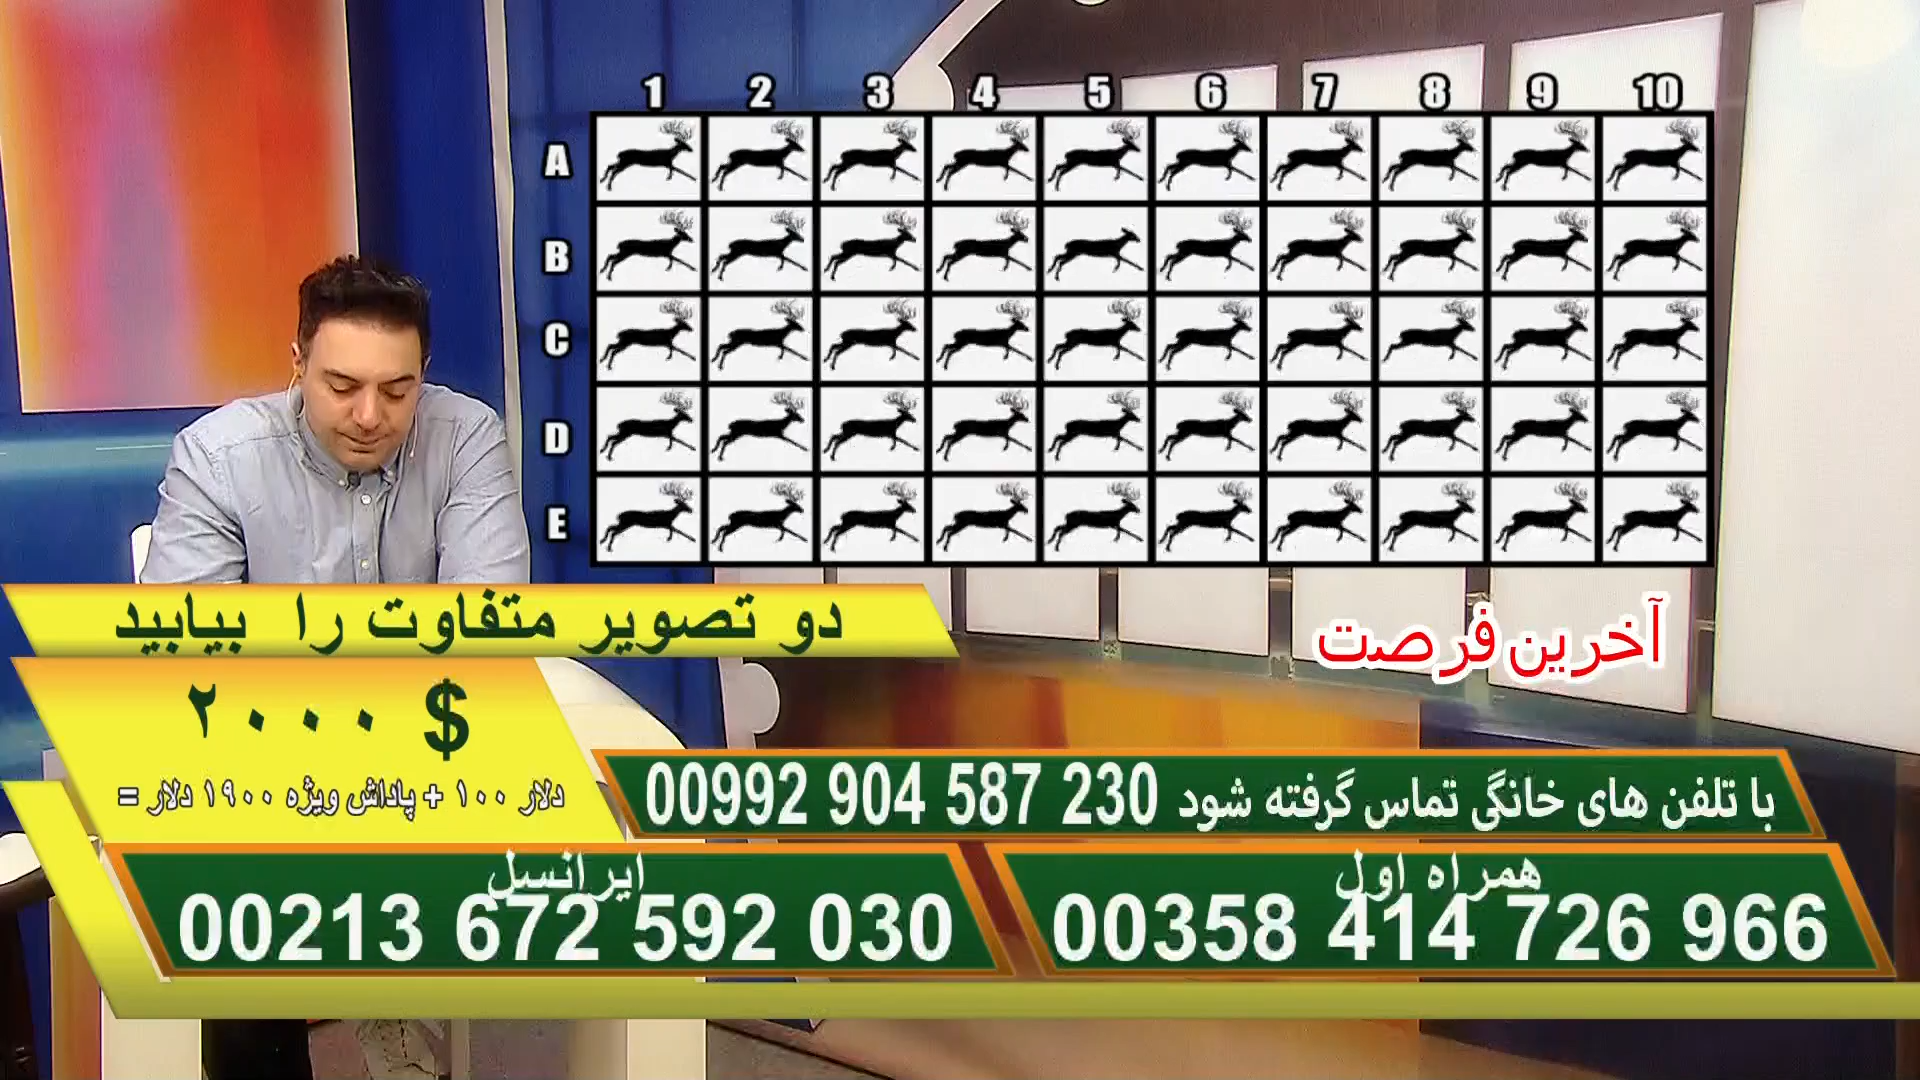 1 2 3 4 5 6 7 8 9 10
A
B
C
D
E
دو تصویر متفاوت را بیابید
آخرین فرصت
۲۰۰۰ $
دلار ۱۰۰ + پاداش ویژه ۱۹۰۰ دلار =
با تلفن های خانگی تماس گرفته شود 00992 904 587 230
ایرانسل
00213 672 592 030
همراه اول
00358 414 726 966